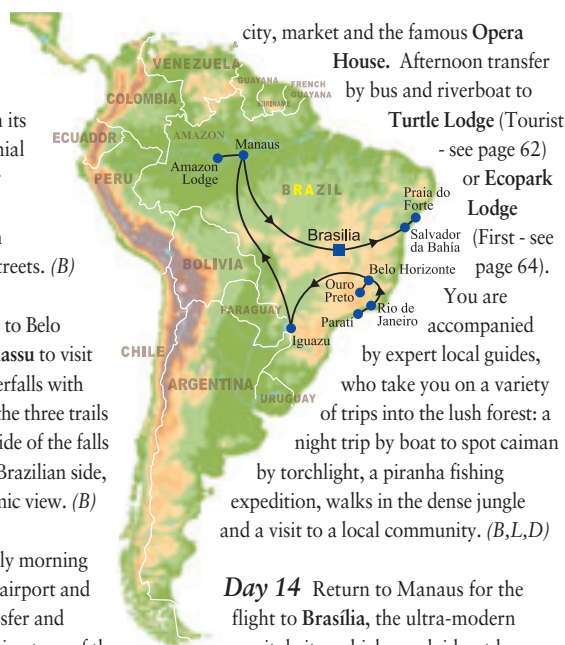 city, market and the famous Opera
House. Afternoon transfer
by bus and riverboat to
Turtle Lodge (Tourist
- see page 62)
or Ecopark
Lodge
(First - see
page 64).
You are
accompanied
by expert local guides,
who take you on a variety
of trips into the lush forest: a
night trip by boat to spot caiman
by torchlight, a piranha fishing
expedition, walks in the dense jungle
and a visit to a local community. (B,L,D)
Day 14 Return to Manaus for the
flight to Brasília, the ultra-modern
its
nial
treets. (B)
to Belo
assu to visit
erfalls with
the three trails
ide of the falls
Brazilian side,
mic view. (B)
ly morning
airport and
sfer and
VENEZUELA
&
GUAYANA
FRENCH
GUAYANA
SURINAME
COLOMBIA
ECUADOR
AMAZON
Manaus
Amazon
Lodge
PERU
BRAZIL
Praia do
Forte
Brasilia
Salvador
da Bahía
BOLIVIA
Belo Horizonte
Ouro
Preto
Rio de
Janeiro
Parati
PARAGUAY
Iguazu
CHILE
ARGENTINA
URUGUAY